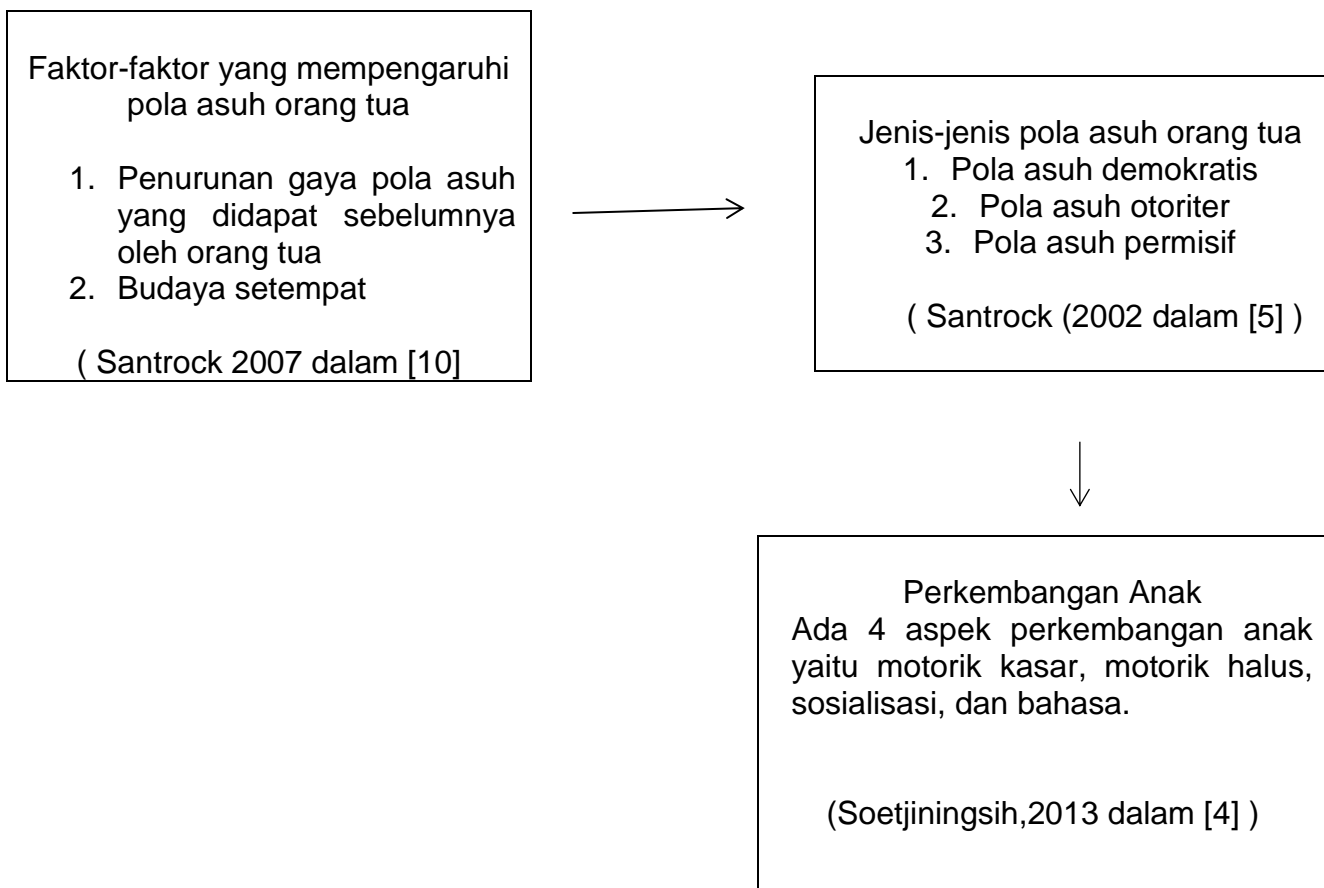 Faktor-faktor yang mempengaruhi
pola asuh orang tua
1. Penurunan gaya pola asuh
yang didapat sebelumnya
oleh orang tua
2. Budaya setempat
( Santrock 2007 dalam [10]
Jenis-jenis pola asuh orang tua
1. Pola asuh demokratis
2. Pola asuh otoriter
3. Pola asuh permisif
( Santrock (2002 dalam [5] )
Perkembangan Anak
Ada 4 aspek perkembangan anak
yaitu motorik kasar, motorik halus,
sosialisasi, dan bahasa.
(Soetjiningsih,2013 dalam [4] )